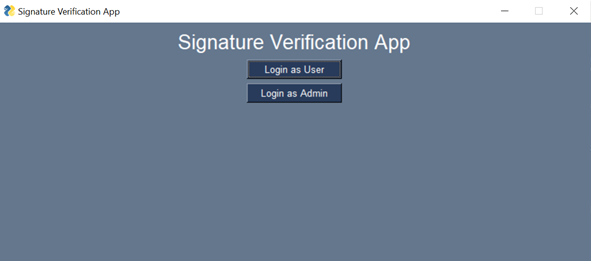 Signature Verification App
Signature Verification App
Login as User
Login as Admin